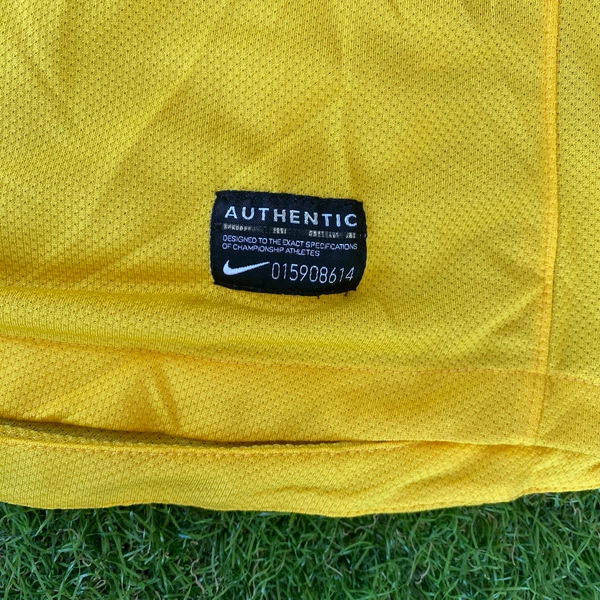 AUTHENTIC
DESIGNED TO THE EXACT SPECIFICATIONS
OF CHAMPIONSHIP ATHLETES
015908614